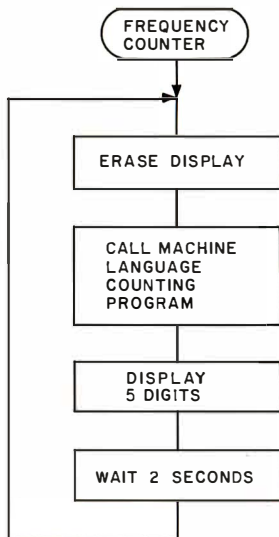 FREQUENCY
COUNTER
ERASE DISPLAY
CALL MACHINE
LANGUAGE
COUNTING
PROGRAM
DISPLAY
5 DIGITS
WAIT 2 SECONDS